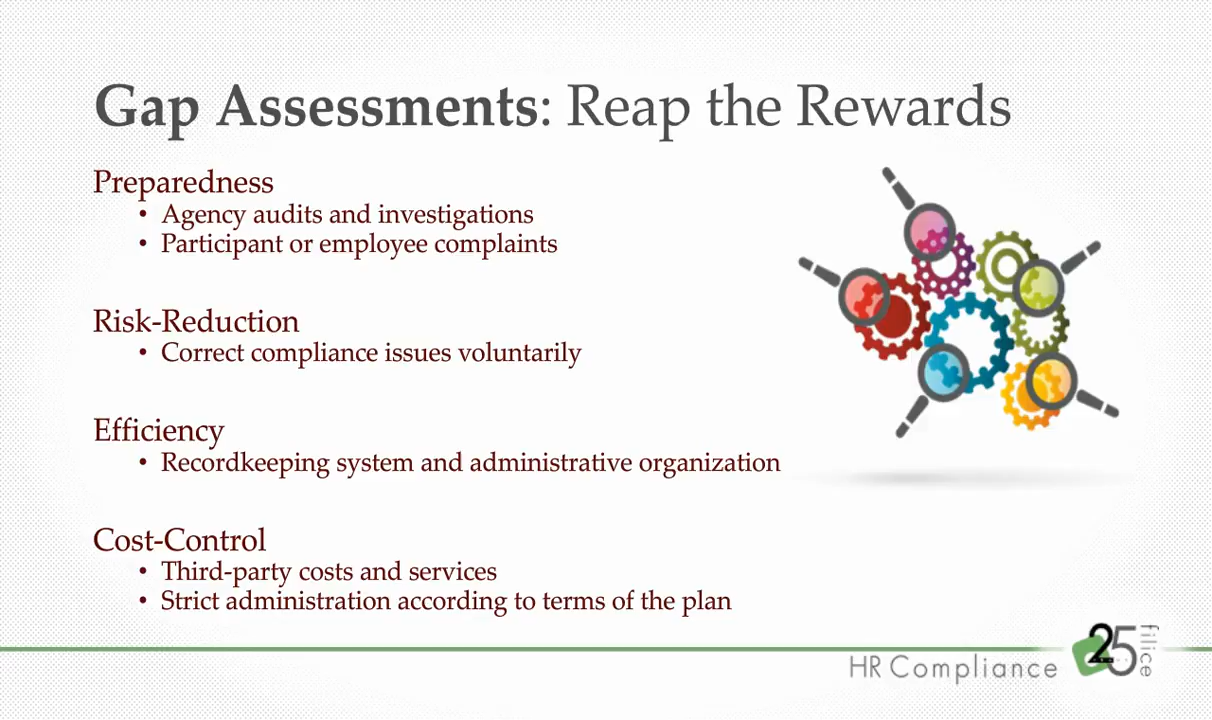 Gap Assessments: Reap the Rewards
Preparedness
• Agency audits and investigations
• Participant or employee complaints
Risk-Reduction
• Correct compliance issues voluntarily
Efficiency
• Recordkeeping system and administrative organization
Cost-Control
• Third-party costs and services
• Strict administration according to terms of the plan
HR Compliance
25
filice